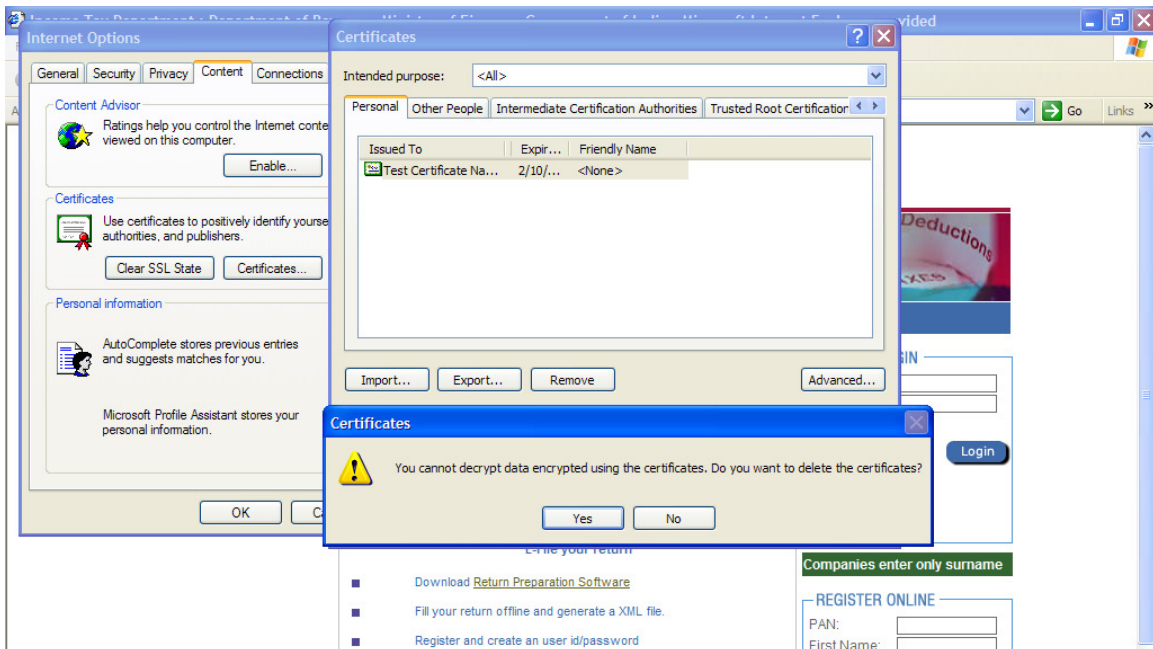 Internet Options
General Security Privacy Content Connections
Content Advisor
Ratings help you control the Internet conte
viewed on this computer.
Enable...
Certificates
Use certificates to positively identify yourse
authorities, and publishers.
Clear SSL State Certificates...
Personal information
AutoComplete stores previous entries
and suggests matches for you.
Microsoft Profile Assistant stores your
personal information.
OK
Certificates
Intended purpose: <All>
Personal Other People Intermediate Certification Authorities Trusted Root Certification
Issued To Expir... Friendly Name
Test Certificate Na... 2/10/... <None>
Import... Export... Remove Advanced...
Certificates
You cannot decrypt data encrypted using the certificates. Do you want to delete the certificates?
Yes No
Go Links »
Deductions
Login
Companies enter only surname
REGISTER ONLINE
PAN:
First Name:
E-File your return
Download Return Preparation Software
Fill your return offline and generate a XML file.
Register and create an user id/password